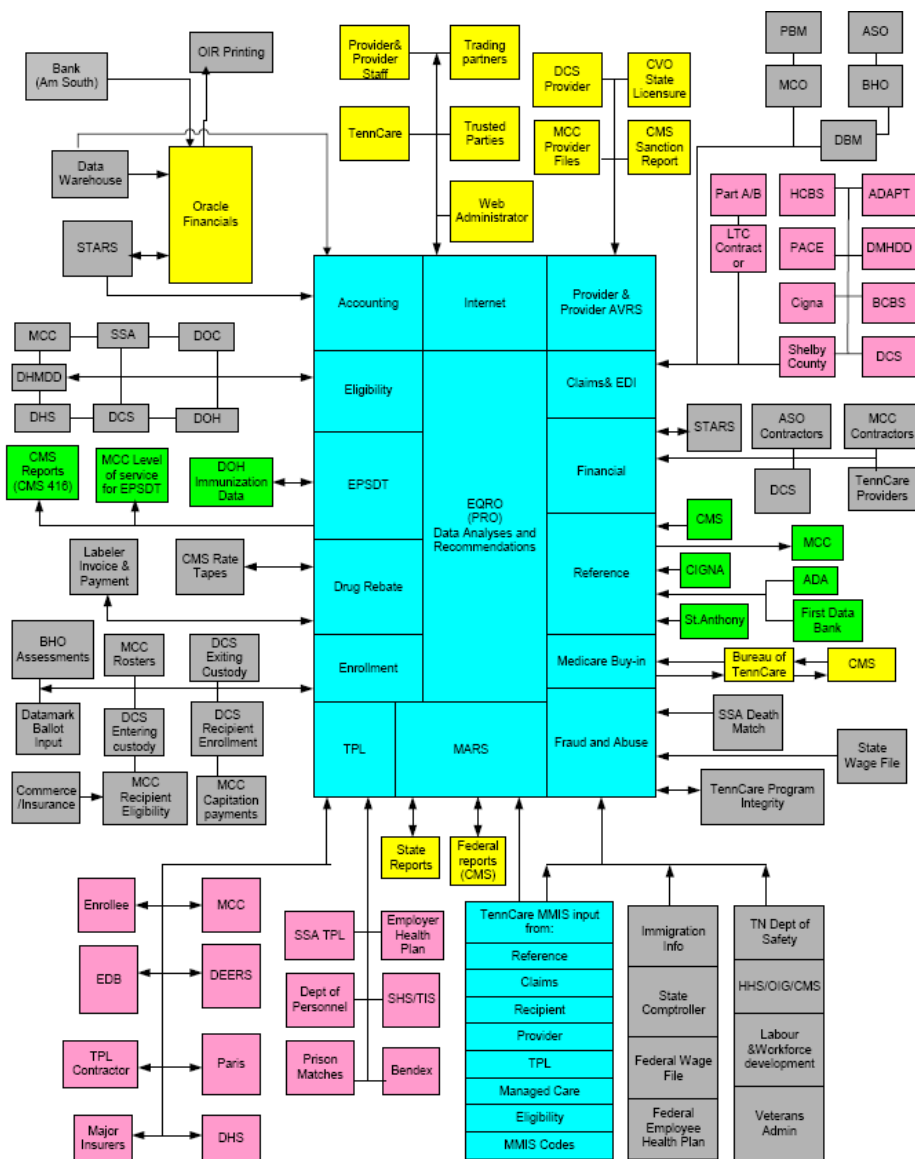 Bank
(Am South)
OIR Printing
Provider&
Provider
Staff
Trading
partners
DCS
Provider
CVO
State
Licensure
PBM
ASO
MCO
BHO
DBM
TennCare
Trusted
Parties
MCC
Provider
Files
CMS
Sanction
Report
Data
Warehouse
Oracle
Financials
STARS
Web
Administrator
Part A/B
LTC
Contract
or
HCBS
ADAPT
PACE
DMHDD
Cigna
BCBS
Shelby
County
DCS
Accounting
Internet
Provider &
Provider AVRS
MCC
SSA
DOC
DHMDD
DHS
DCS
DOH
Eligibility
Claims& EDI
CMS
Reports
(CMS 416)
MCC Level
of service
for EPSDT
DOH
Immunization
Data
EPSDT
EQRO
(PRO)
Data Analyses and
Recommendations
Financial
STARS
ASO
Contractors
MCC
Contractors
DCS
TennCare
Providers
Labeler
Invoice &
Payment
CMS Rate
Tapes
Drug Rebate
Reference
CMS
MCC
CIGNA
ADA
St.Anthony
First Data
Bank
BHO
Assessments
MCC
Rosters
DCS
Exiting
Custody
Enrollment
Medicare Buy-in
Bureau of
TennCare
CMS
Datamark
Ballot
Input
DCS
Entering
custody
DCS
Recipient
Enrollment
TPL
MARS
Fraud and Abuse
SSA Death
Match
State
Wage File
Commerce
/Insurance
MCC
Recipient
Eligibility
MCC
Capitation
payments
TennCare Program
Integrity
State
Reports
Federal
reports
(CMS)
Enrollee
MCC
EDB
DEERS
TPL
Contractor
Paris
Major
Insurers
DHS
SSA TPL
Employer
Health
Plan
Dept of
Personnel
SHS/TIS
Prison
Matches
Bendex
TennCare MMIS input
from:
Reference
Claims
Recipient
Provider
TPL
Managed Care
Eligibility
MMIS Codes
Immigration
Info
State
Comptroller
Federal Wage
File
Federal
Employee
Health Plan
TN Dept of
Safety
HHS/OIG/CMS
Labour
&Workforce
development
Veterans
Admin